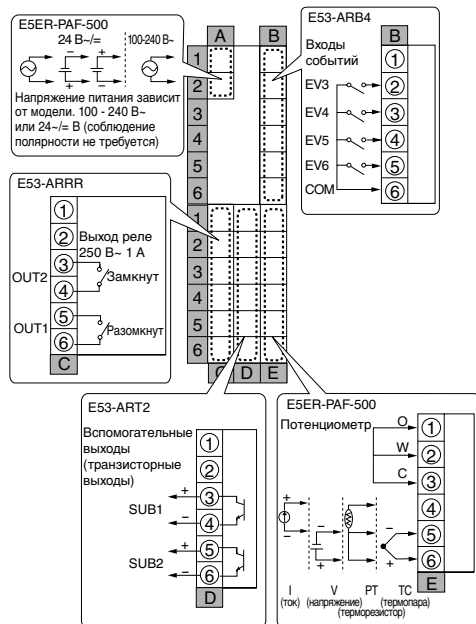 E5ER-PAF-500
24 В~/=
100-240 В~
– +
+ –
Напряжение питания зависит
от модели. 100 - 240 В~
или 24~/= В (соблюдение
полярности не требуется)
A
B
1
2
3
4
5
6
1
2
3
4
5
6
C D E
E53-ARB4
Входы
событий
B
1
EV3 2
EV4 3
EV5 4
EV6 5
COM 6
E53-ARRR
1
2
Выход реле
250 В~ 1 А
OUT2
3
4
Замкнут
OUT1
5
6
Разомкнут
C
E53-ART2
Вспомогательные
выходы
(транзисторные
выходы)
1
2
SUB1
+ 3
– 4
SUB2
+ 5
– 6
D
E5ER-PAF-500
Потенциометр
O 1
W 2
C 3
4
5
6
E
+
–
–
+
–
+
I V PT TC
(ток) (напряжение) (термопара)
(терморезистор)